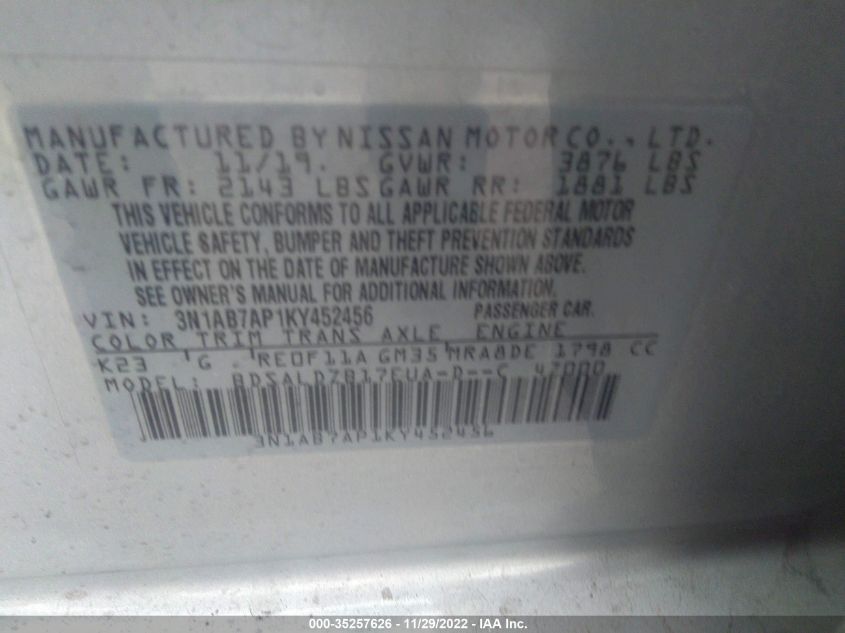 MANUFACTURED BY NISSAN MOTOR CO., LTD.
DATE: 11/19. GVWR: 3876 LBS
GAWR FR: 2143 LBS GAWR RR: 1881 LBS
THIS VEHICLE CONFORMS TO ALL APPLICABLE FEDERAL MOTOR
VEHICLE SAFETY, BUMPER AND THEFT PREVENTION STANDARDS
IN EFFECT ON THE DATE OF MANUFACTURE SHOWN ABOVE.
SEE OWNER'S MANUAL FOR ADDITIONAL INFORMATION.
VIN: 3N1AB7AP1KY452456 PASSENGER CAR.
COLOR TRIM TRANS AXLE ENGINE
K23 G RE0F11A GM35 MRA8DE 1798 CC
MODEL: 47000
3N1AB7AP1KY452456
000-35257626 - 11/29/2022 - IAA Inc.